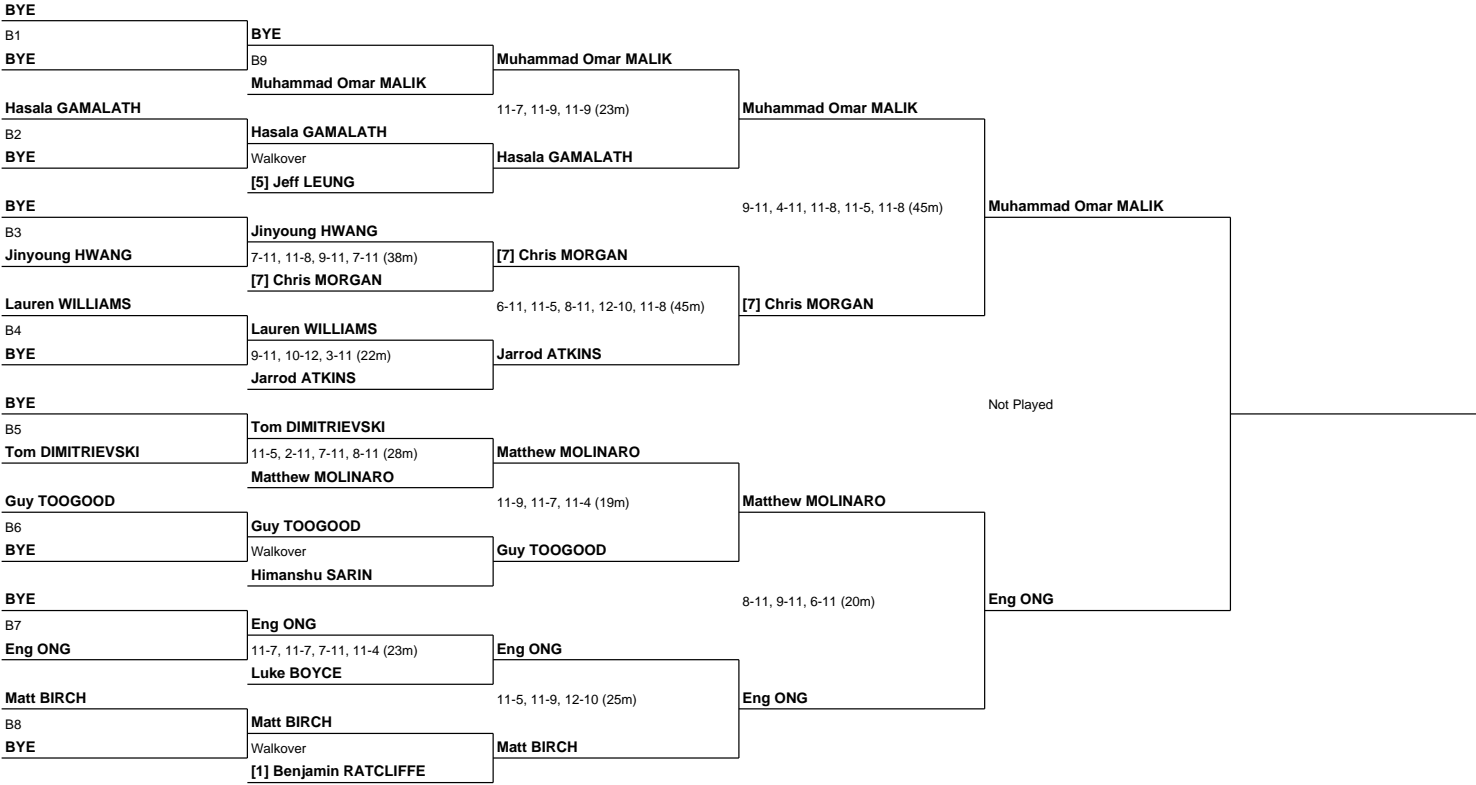 BYE
B1
BYE
Hasala GAMALATH
B2
BYE
BYE
B3
Jinyoung HWANG
Lauren WILLIAMS
B4
BYE
BYE
B5
Tom DIMITRIEVSKI
Guy TOOGOOD
B6
BYE
BYE
B7
Eng ONG
Matt BIRCH
B8
BYE
BYE
B9
Muhammad Omar MALIK
Hasala GAMALATH
Walkover
[5] Jeff LEUNG
Jinyoung HWANG
7-11, 11-8, 9-11, 7-11 (38m)
[7] Chris MORGAN
Lauren WILLIAMS
9-11, 10-12, 3-11 (22m)
Jarrod ATKINS
Tom DIMITRIEVSKI
11-5, 2-11, 7-11, 8-11 (28m)
Matthew MOLINARO
Guy TOOGOOD
Walkover
Himanshu SARIN
Eng ONG
11-7, 11-7, 7-11, 11-4 (23m)
Luke BOYCE
Matt BIRCH
Walkover
[1] Benjamin RATCLIFFE
Muhammad Omar MALIK
11-7, 11-9, 11-9 (23m)
Hasala GAMALATH
[7] Chris MORGAN
6-11, 11-5, 8-11, 12-10, 11-8 (45m)
Jarrod ATKINS
Matthew MOLINARO
11-9, 11-7, 11-4 (19m)
Guy TOOGOOD
Eng ONG
11-5, 11-9, 12-10 (25m)
Matt BIRCH
Muhammad Omar MALIK
9-11, 4-11, 11-8, 11-5, 11-8 (45m)
[7] Chris MORGAN
Matthew MOLINARO
8-11, 9-11, 6-11 (20m)
Eng ONG
Muhammad Omar MALIK
Not Played
Eng ONG